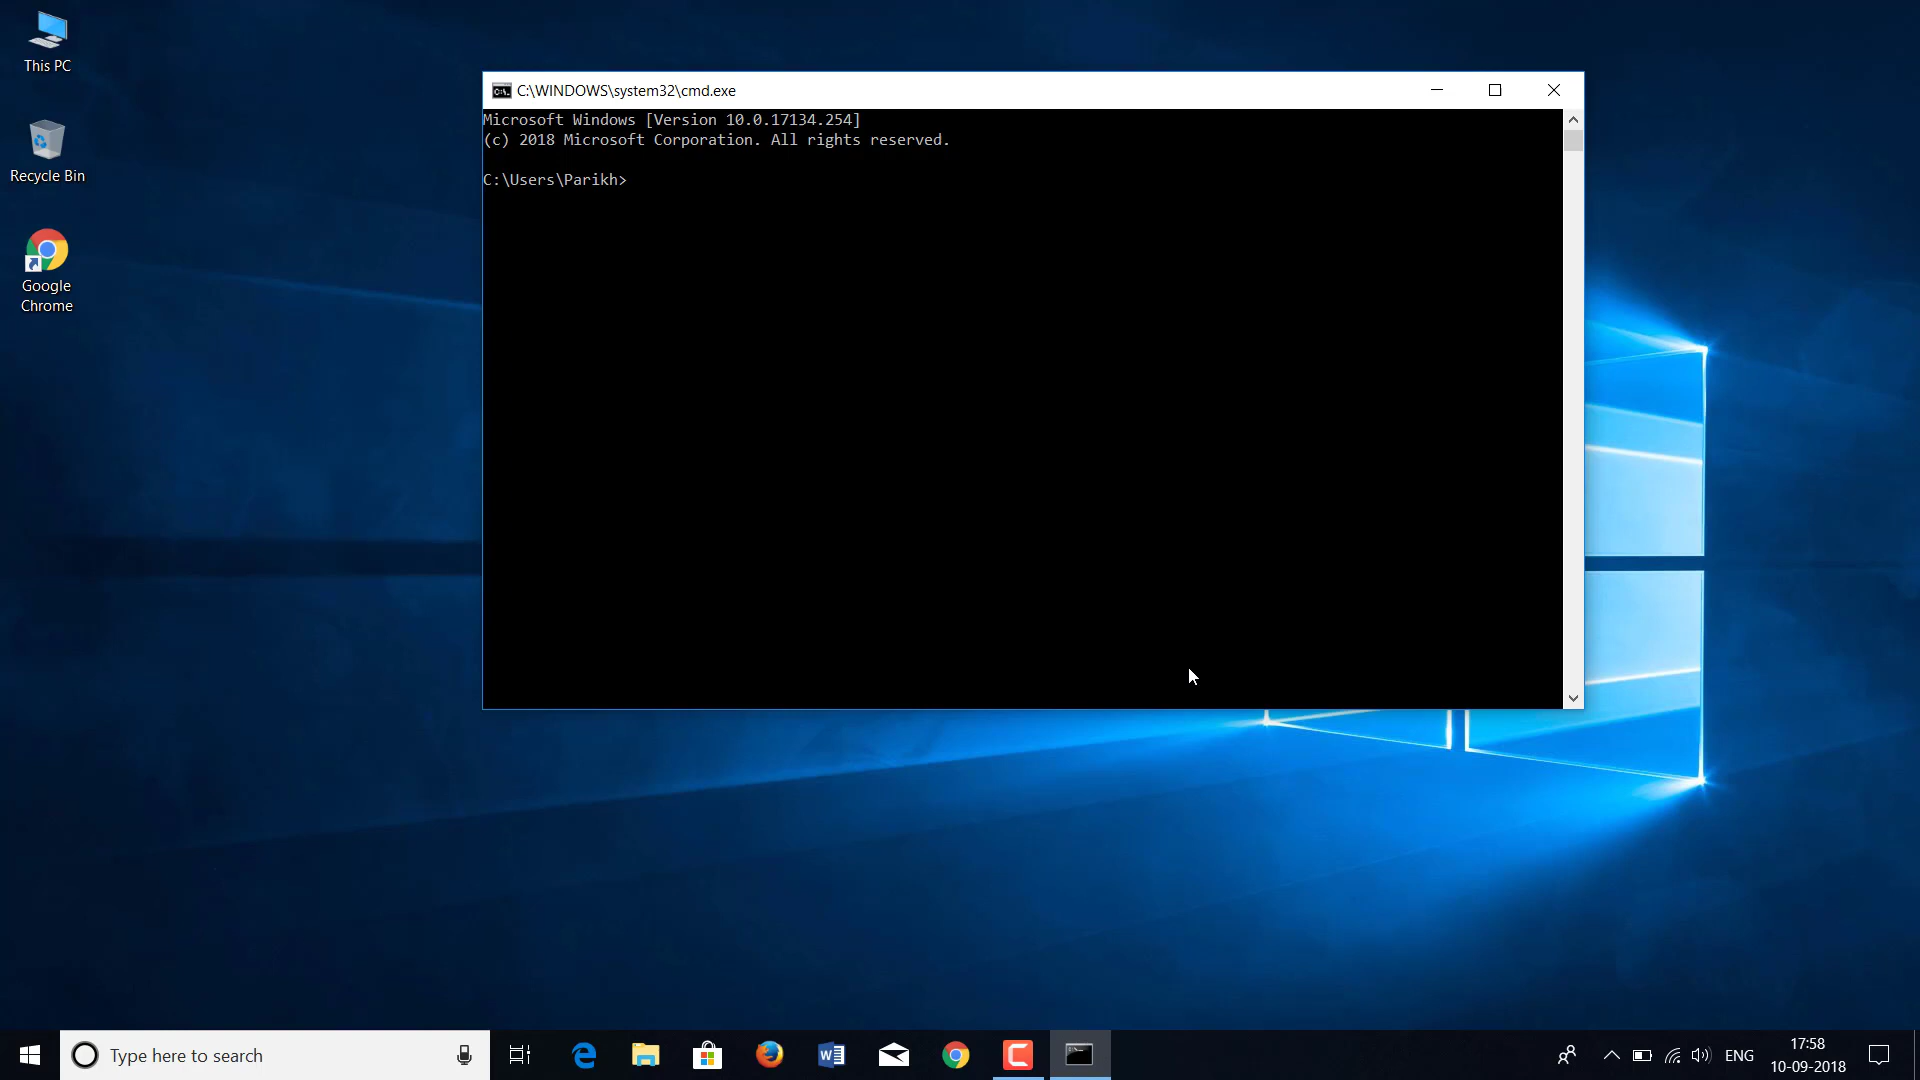 This PC
Recycle Bin
Google
Chrome
C:\WINDOWS\system32\cmd.exe
Microsoft Windows [Version 10.0.17134.254]
(c) 2018 Microsoft Corporation. All rights reserved.
C:\Users\Parikh>
Type here to search
ENG
17:58
10-09-2018